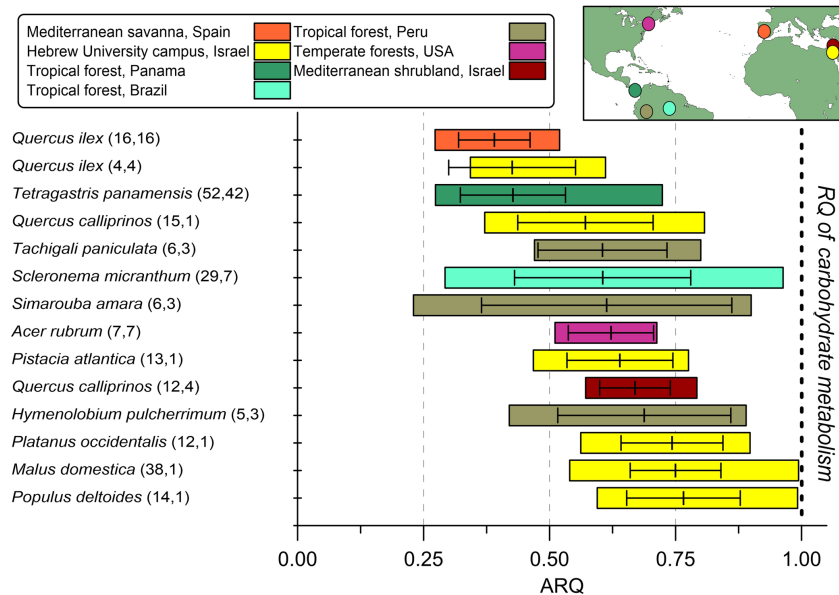 Mediterranean savanna, Spain
Tropical forest, Peru
Hebrew University campus, Israel
Temperate forests, USA
Tropical forest, Panama
Mediterranean shrubland, Israel
Tropical forest, Brazil
Quercus ilex (16,16)
Quercus ilex (4,4)
Tetragastris panamensis (52,42)
Quercus calliprinos (15,1)
Tachigali paniculata (6,3)
Scleronema micranthum (29,7)
Simarouba amara (6,3)
Acer rubrum (7,7)
Pistacia atlantica (13,1)
Quercus calliprinos (12,4)
Hymenolobium pulcherrimum (5,3)
Platanus occidentalis (12,1)
Malus domestica (38,1)
Populus deltoides (14,1)
RQ of carbohydrate metabolism
0.00 0.25 0.50 0.75 1.00
ARQ